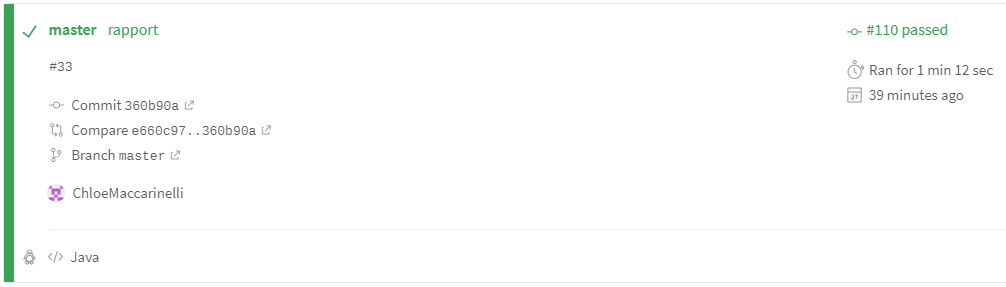 master rapport
#110 passed
#33
Ran for 1 min 12 sec
39 minutes ago
Commit 360b90a
Compare e660c97..360b90a
Branch master
ChloeMaccarinelli
</> Java